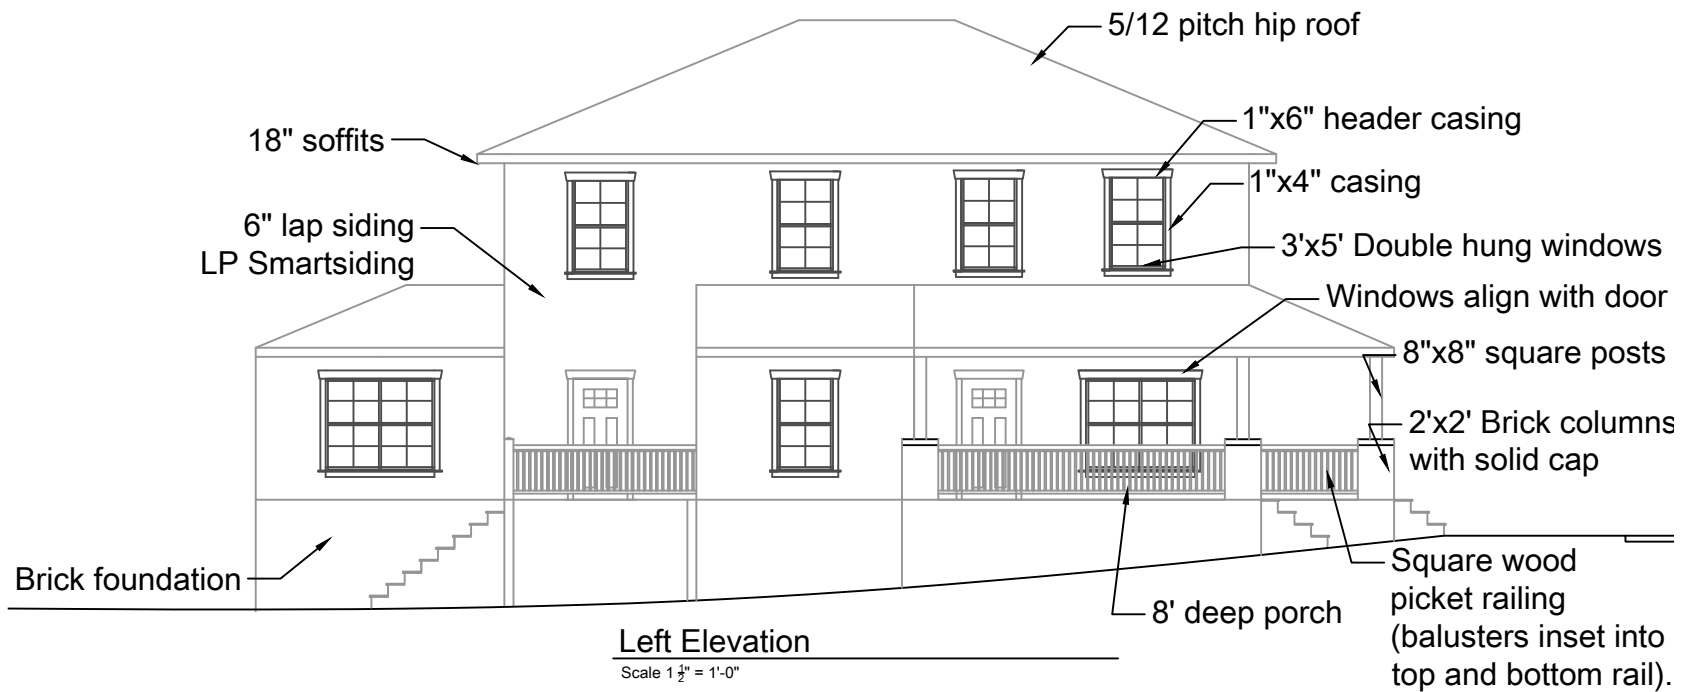 5/12 pitch hip roof
18" soffits
1"x6" header casing
1"x4" casing
6" lap siding
LP Smartsiding
3'x5' Double hung windows
Windows align with door
8"x8" square posts
2'x2' Brick columns
with solid cap
Brick foundation
Square wood
picket railing
(balusters inset into
top and bottom rail).
8' deep porch
Left Elevation
Scale 1 1/2" = 1'-0"